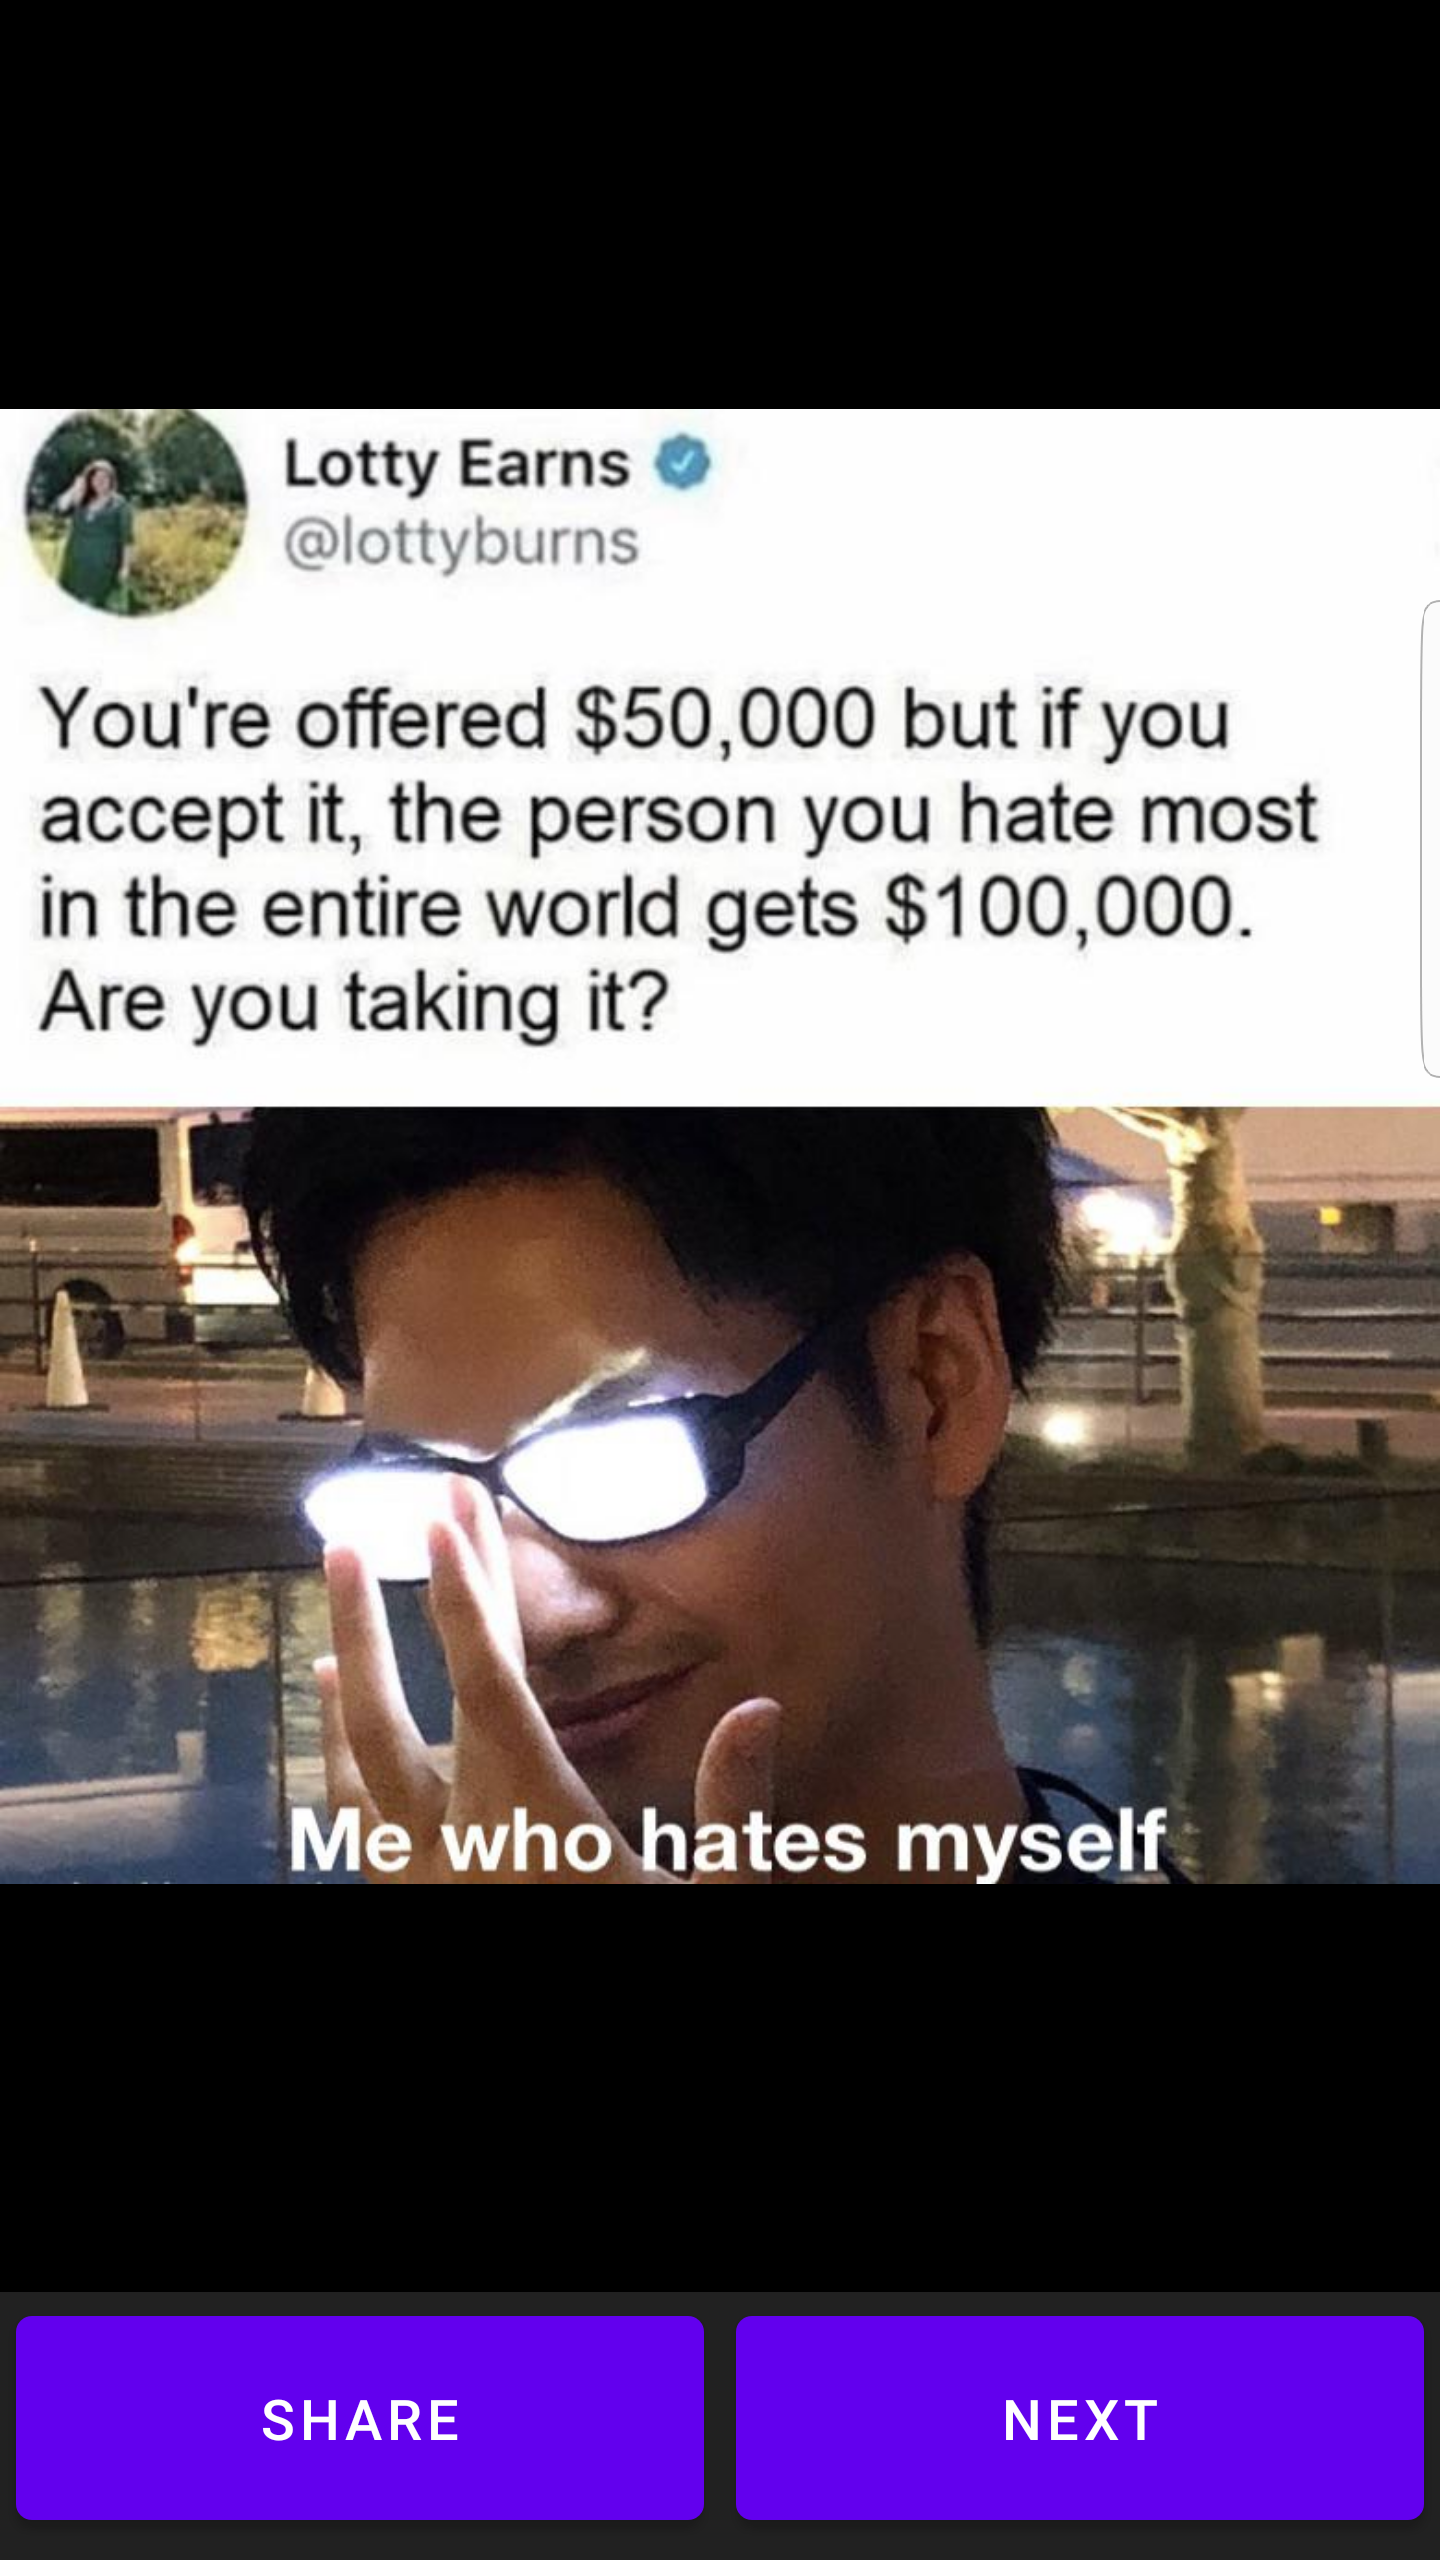 Lotty Earns
@lottyburns
You're offered $50,000 but if you
accept it, the person you hate most
in the entire world gets $100,000.
Are you taking it?
Me who hates myself
SHARE
NEXT